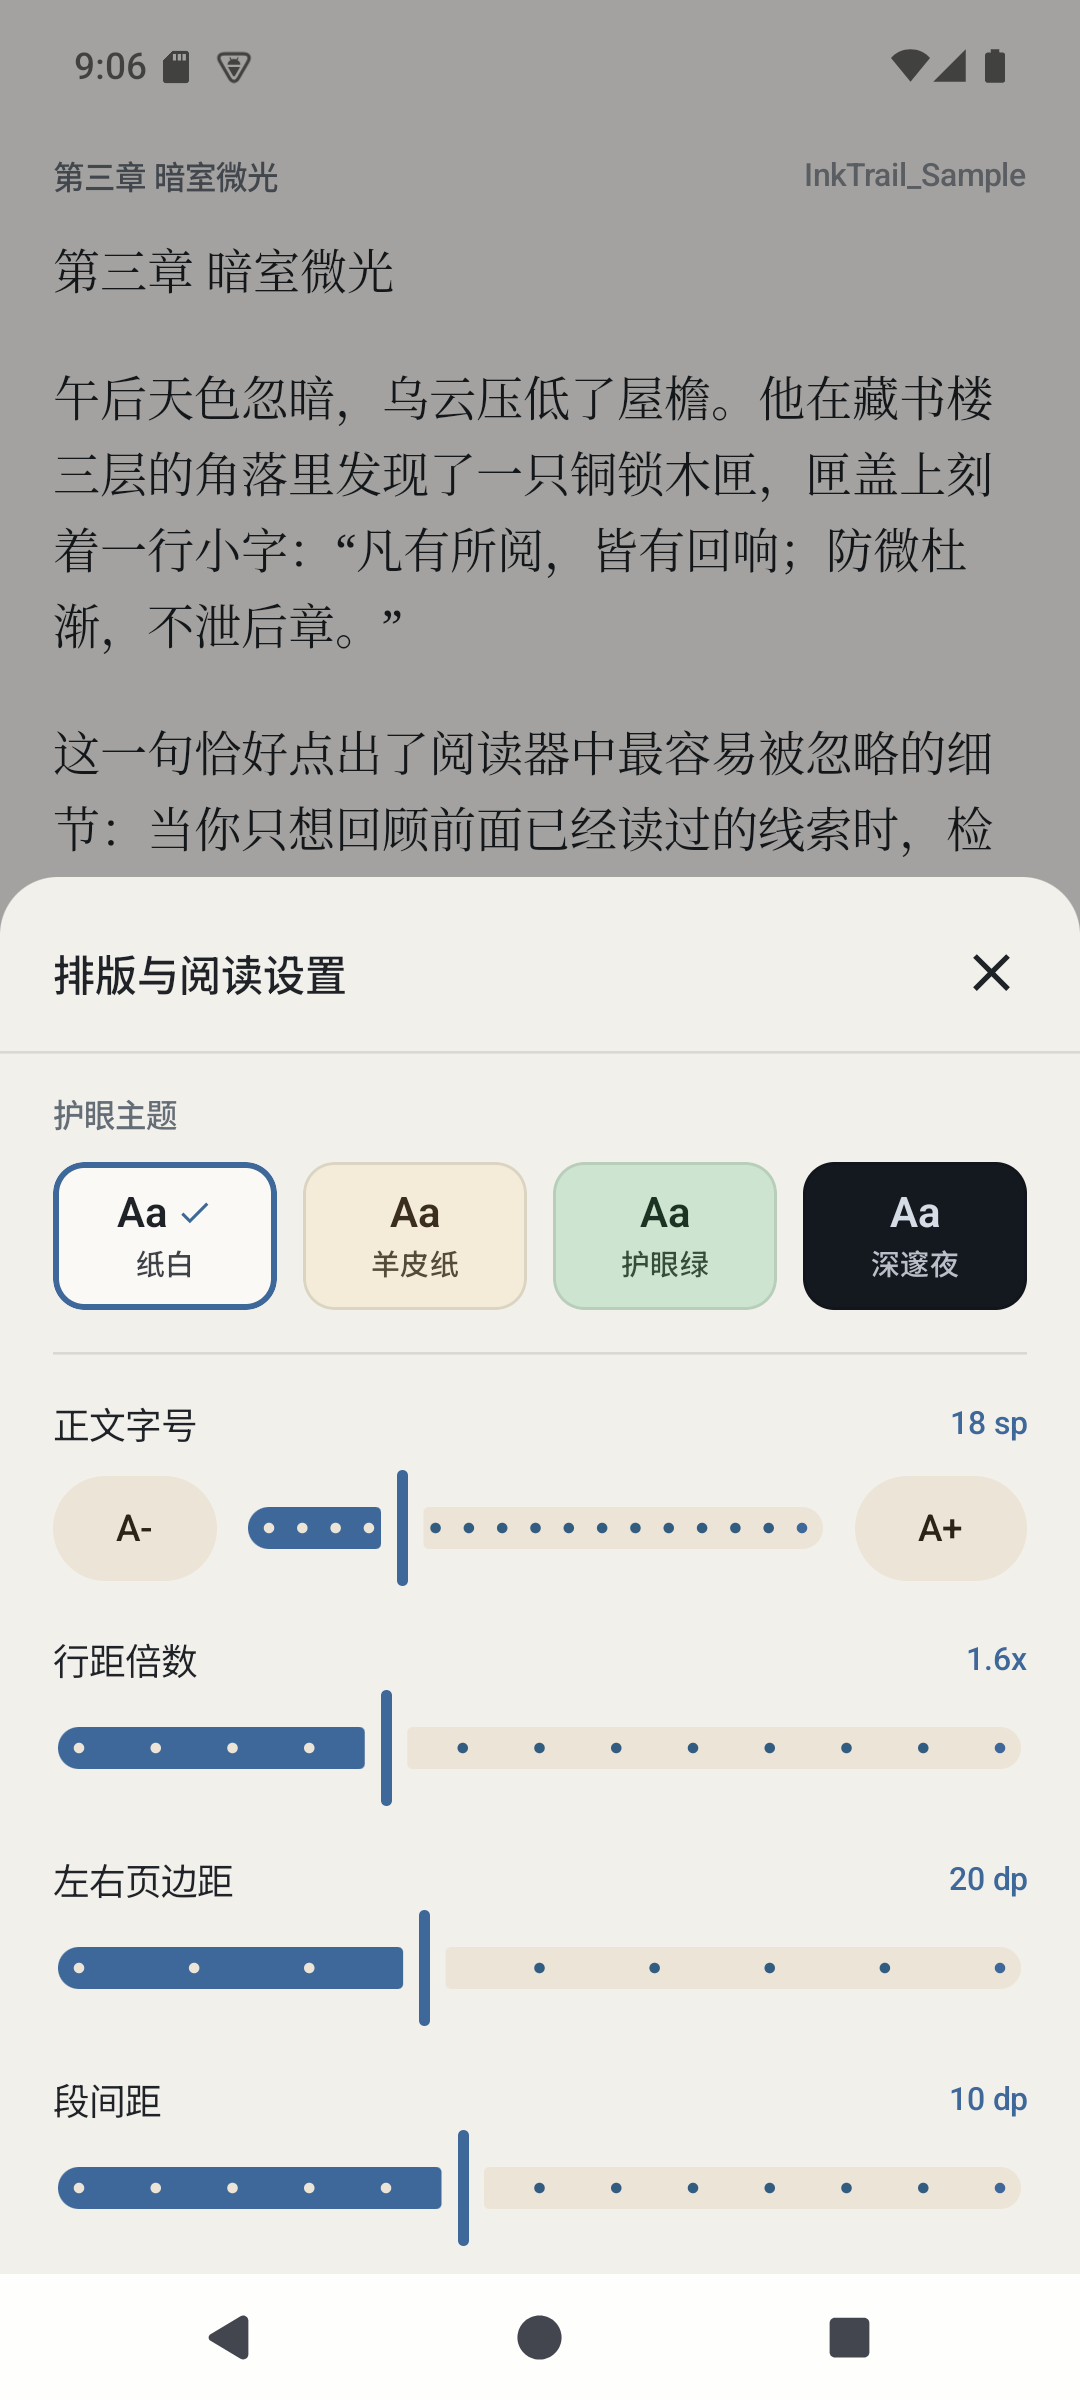 9:06
第三章 暗室微光
InkTrail_Sample
第三章 暗室微光
午后天色忽暗，乌云压低了屋檐。他在藏书楼
三层的角落里发现了一只铜锁木匣，匣盖上刻
着一行小字：“凡有所阅，皆有回响；防微杜
渐，不泄后章。”
这一句恰好点出了阅读器中最容易被忽略的细
节：当你只想回顾前面已经读过的线索时，检
排版与阅读设置
护眼主题
Aa
纸白
Aa
羊皮纸
Aa
护眼绿
Aa
深邃夜
正文字号
18 sp
A-
A+
行距倍数
1.6x
左右页边距
20 dp
段间距
10 dp